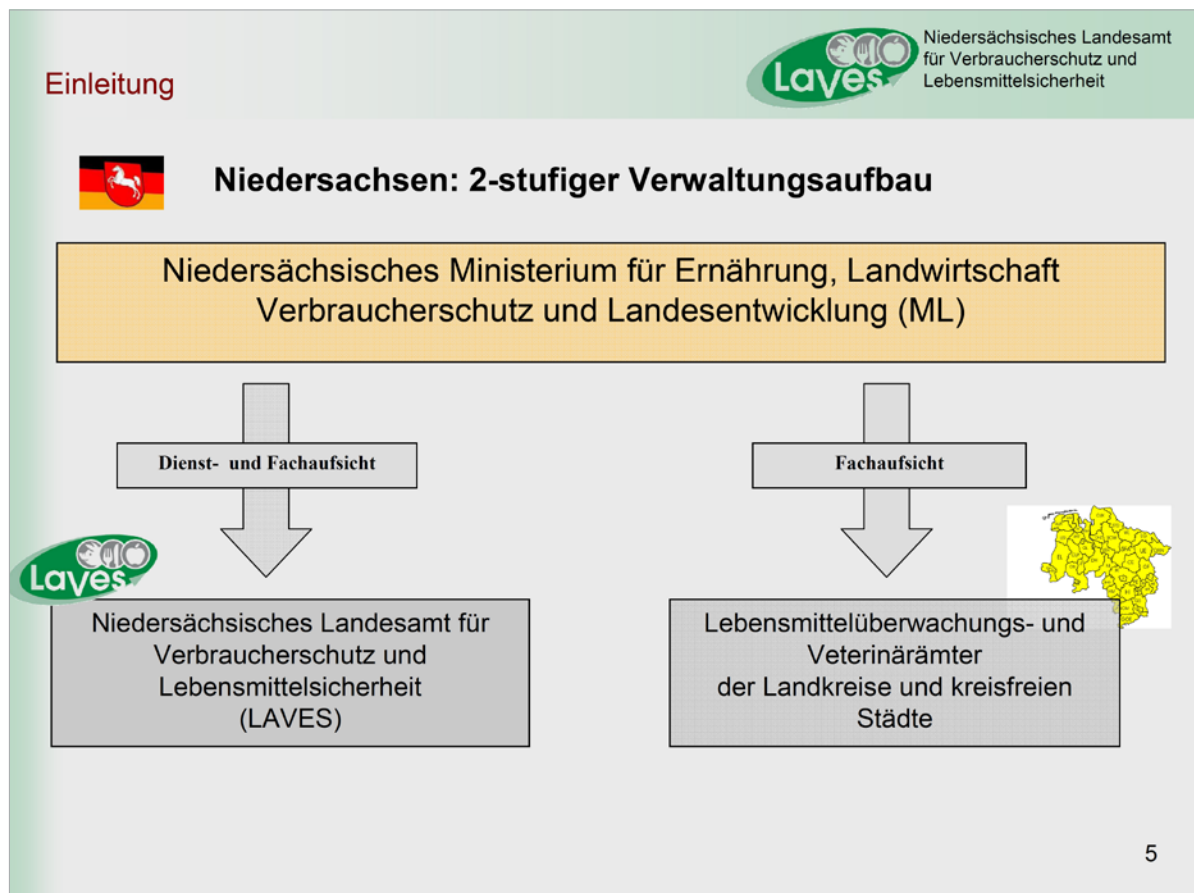 Einleitung
Laves
Niedersächsisches Landesamt
für Verbraucherschutz und
Lebensmittelsicherheit
Niedersachsen: 2-stufiger Verwaltungsaufbau
Niedersächsisches Ministerium für Ernährung, Landwirtschaft
Verbraucherschutz und Landesentwicklung (ML)
Dienst- und Fachaufsicht
Fachaufsicht
Laves
Niedersächsisches Landesamt für
Verbraucherschutz und
Lebensmittelsicherheit
(LAVES)
Lebensmittelüberwachungs- und
Veterinärämter
der Landkreise und kreisfreien
Städte
5